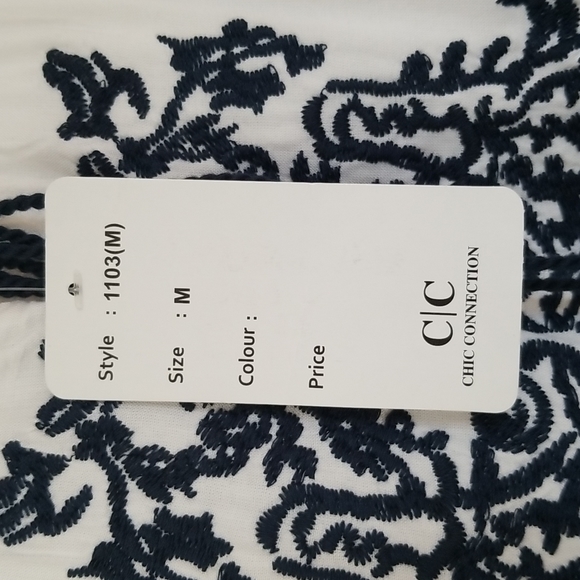 Style : 1103(M)
Size : M
Colour :
Price
C|C
CHIC CONNECTION